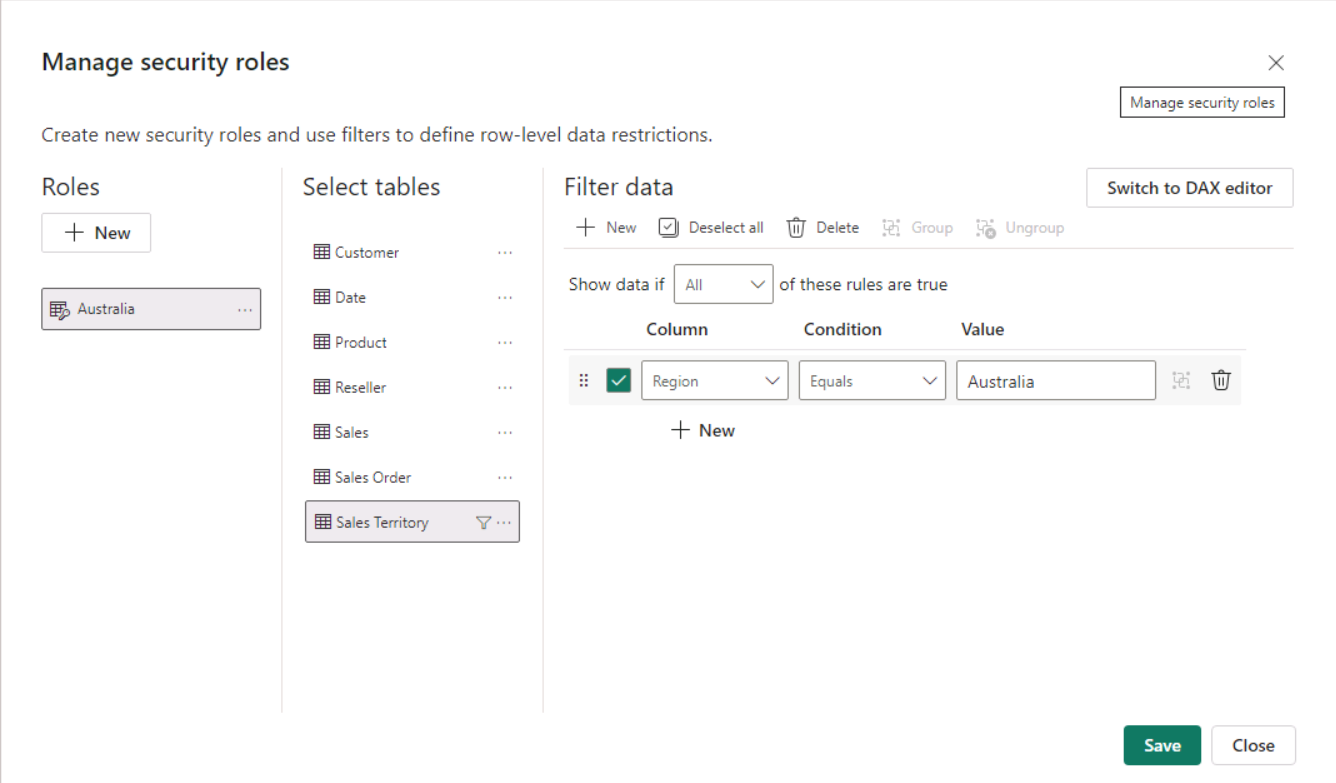 Manage security roles
Manage security roles
Create new security roles and use filters to define row-level data restrictions.
Roles
New
Australia
Select tables
Customer
Date
Product
Reseller
Sales
Sales Order
Sales Territory
Filter data
Switch to DAX editor
New Deselect all Delete Group Ungroup
Show data if All of these rules are true
Column Condition Value
Region Equals Australia
New
Save Close